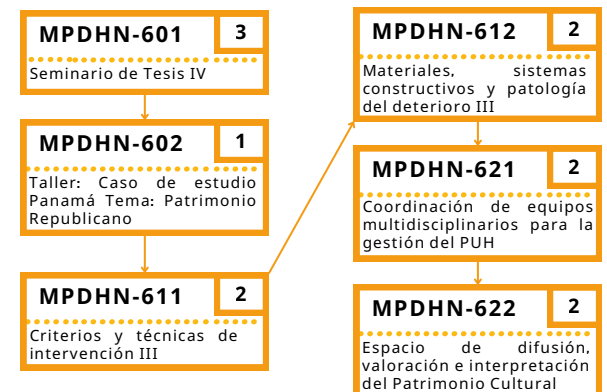 MPDHN-601 3
Seminario de Tesis IV
MPDHN-602 1
Taller: Caso de estudio
Panamá Tema: Patrimonio
Republicano
MPDHN-611 2
Criterios y técnicas de
intervención III
MPDHN-612 2
Materiales, sistemas
constructivos y patología
del deterioro III
MPDHN-621 2
Coordinación de equipos
multidisciplinarios para la
gestión del PUH
MPDHN-622 2
Espacio de difusión,
valoración e interpretación
del Patrimonio Cultural